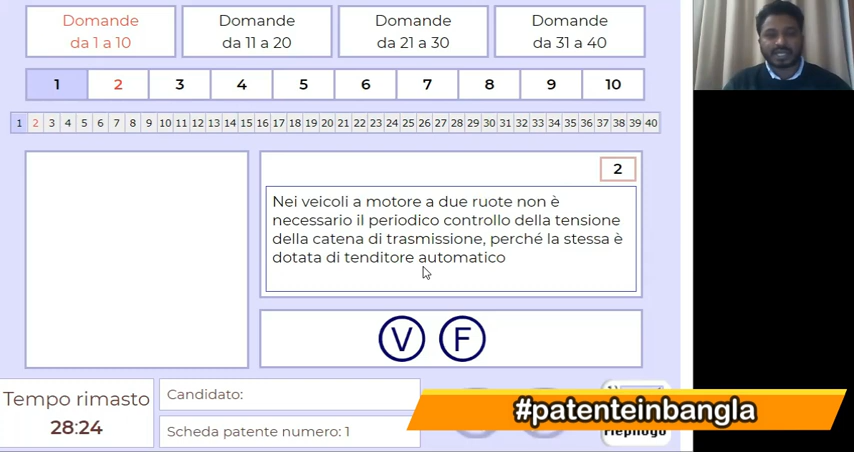 Domande
da 1 a 10
Domande
da 11 a 20
Domande
da 21 a 30
Domande
da 31 a 40
1 2 3 4 5 6 7 8 9 10
1 2 3 4 5 6 7 8 9 10 11 12 13 14 15 16 17 18 19 20 21 22 23 24 25 26 27 28 29 30 31 32 33 34 35 36 37 38 39 40
2
Nei veicoli a motore a due ruote non è
necessario il periodico controllo della tensione
della catena di trasmissione, perché la stessa è
dotata di tenditore automatico
V F
Tempo rimasto
28:24
Candidato:
Scheda patente numero: 1
#patenteinbangla